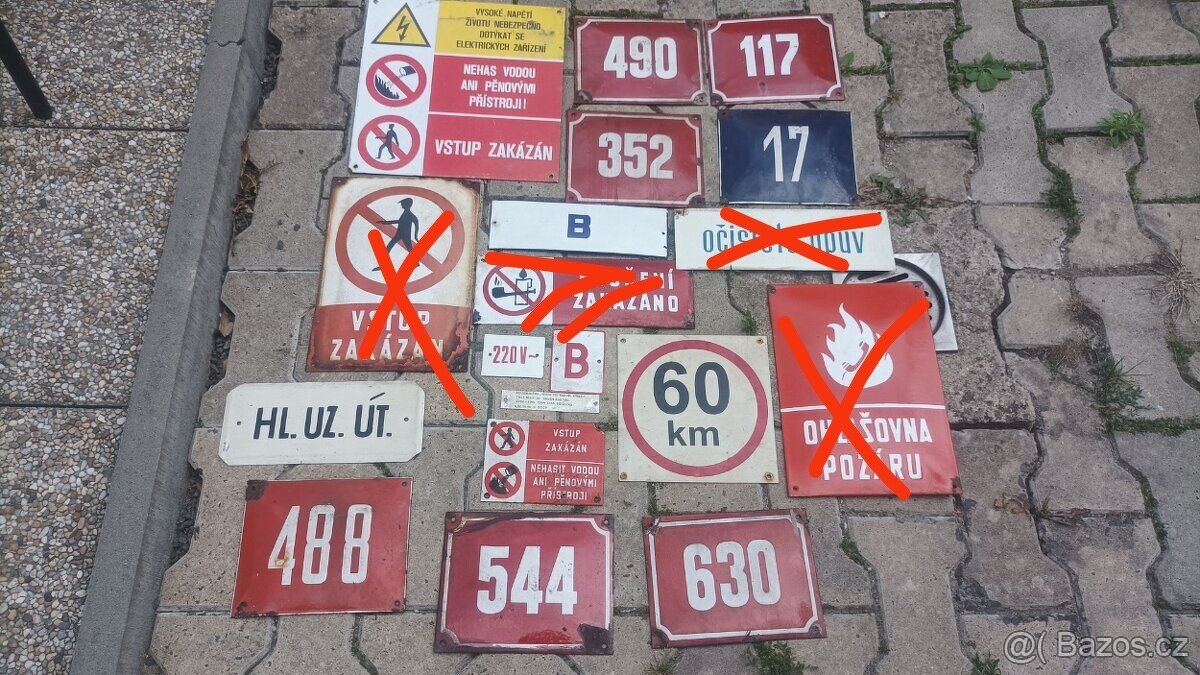 VYSOKÉ NAPĚTÍ
ŽIVOTU NEBEZPEČNO
DOTÝKAT SE
ELEKTRICKÝCH ZAŘÍZENÍ
NEHAS VODOU
ANI PĚNOVÝMI
PŘÍSTROJI!
VSTUP ZAKÁZÁN
490
117
352
17
VSTUP
ZAKÁZÁN
B
ZAKÁZÁNO
220V~
B
HL. UZ. ÚT.
VSTUP
ZAKÁZÁN
NEHASIT VODOU
ANI PĚNOVÝMI
PŘÍSTROJI
60
km
OHLAŠOVNA
POŽÁRU
488
544
630
@( Bazos.cz